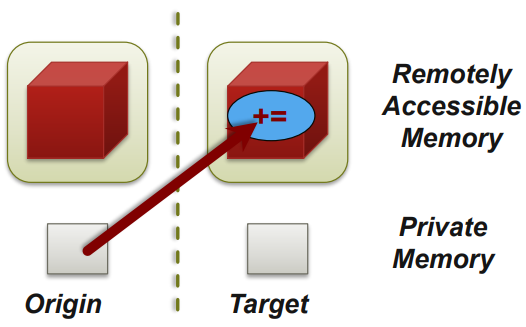 Remotely
Accessible
Memory
+=
Private
Memory
Origin
Target